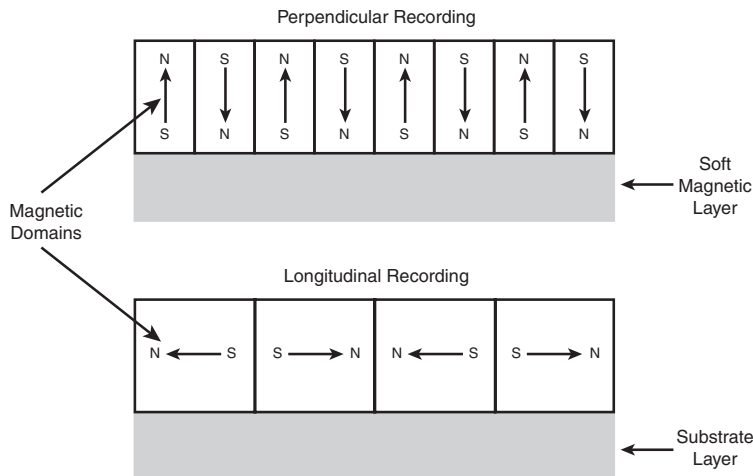 Perpendicular Recording
N S N S N S N S
S N S N S N S N
Soft
Magnetic
Layer
Magnetic
Domains
Longitudinal Recording
N S S N N S S N
Substrate
Layer